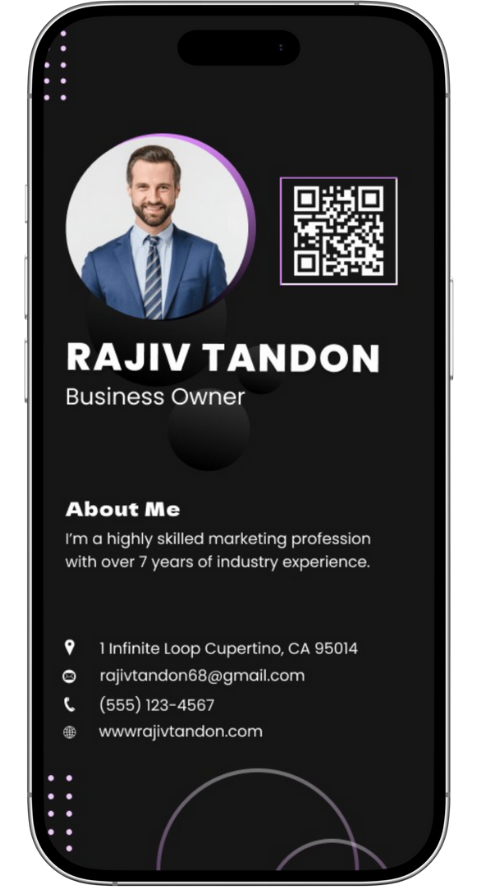 RAJIV TANDON
Business Owner
About Me
I'm a highly skilled marketing profession
with over 7 years of industry experience.
1 Infinite Loop Cupertino, CA 95014
rajivtandon68@gmail.com
(555) 123-4567
wwwrajivtandon.com